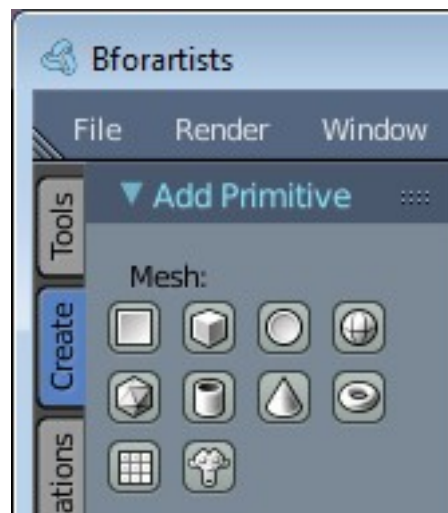 Bforartists
File Render Window
Add Primitive
Tools
Mesh:
Create
ations